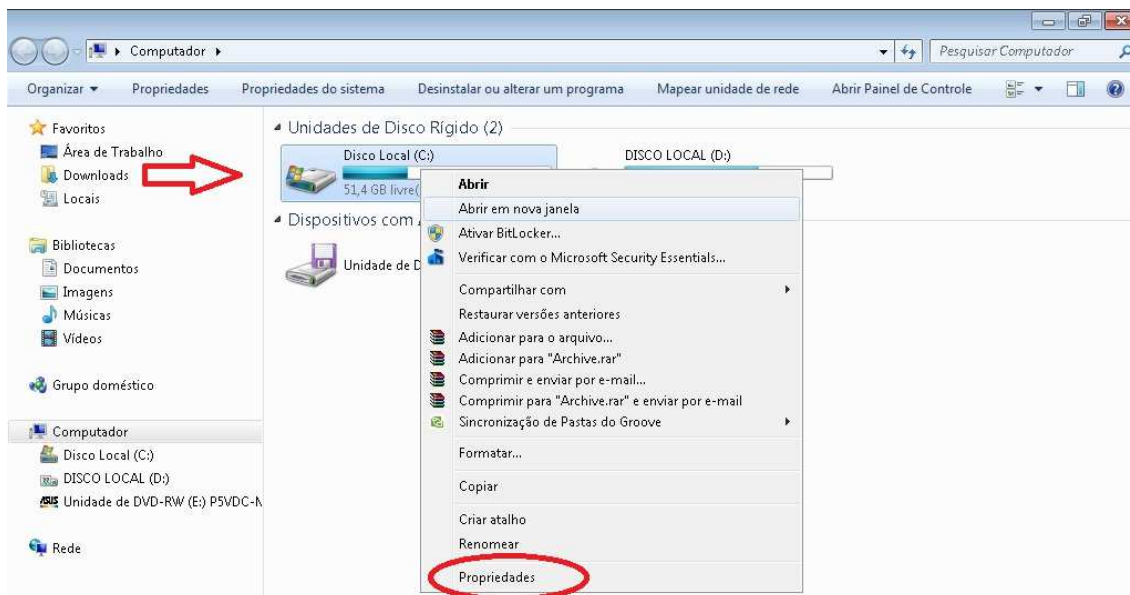 Computador
Pesquisar Computador
Organizar Propriedades Propriedades do sistema Desinstalar ou alterar um programa Mapear unidade de rede Abrir Painel de Controle
Favoritos
Área de Trabalho
Downloads
Locais
Bibliotecas
Documentos
Imagens
Músicas
Vídeos
Grupo doméstico
Computador
Disco Local (C:)
DISCO LOCAL (D:)
Unidade de DVD-RW (E:)
Rede
Unidades de Disco Rígido (2)
Disco Local (C:)
51,4 GB livre(
DISCO LOCAL (D:)
Dispositivos com
Unidade de D
Abrir
Abrir em nova janela
Ativar BitLocker...
Verificar com o Microsoft Security Essentials...
Compartilhar com
Restaurar versões anteriores
Adicionar para o arquivo...
Adicionar para "Archive.rar"
Comprimir e enviar por e-mail...
Comprimir para "Archive.rar" e enviar por e-mail
Sincronização de Pastas do Groove
Formatar...
Copiar
Criar atalho
Renomear
Propriedades